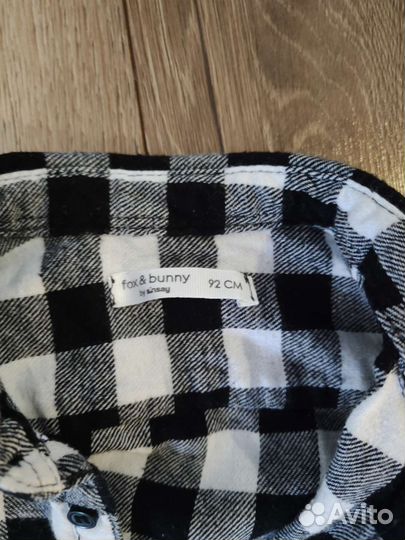 fox & bunny
by sinsay
92 CM
Avito